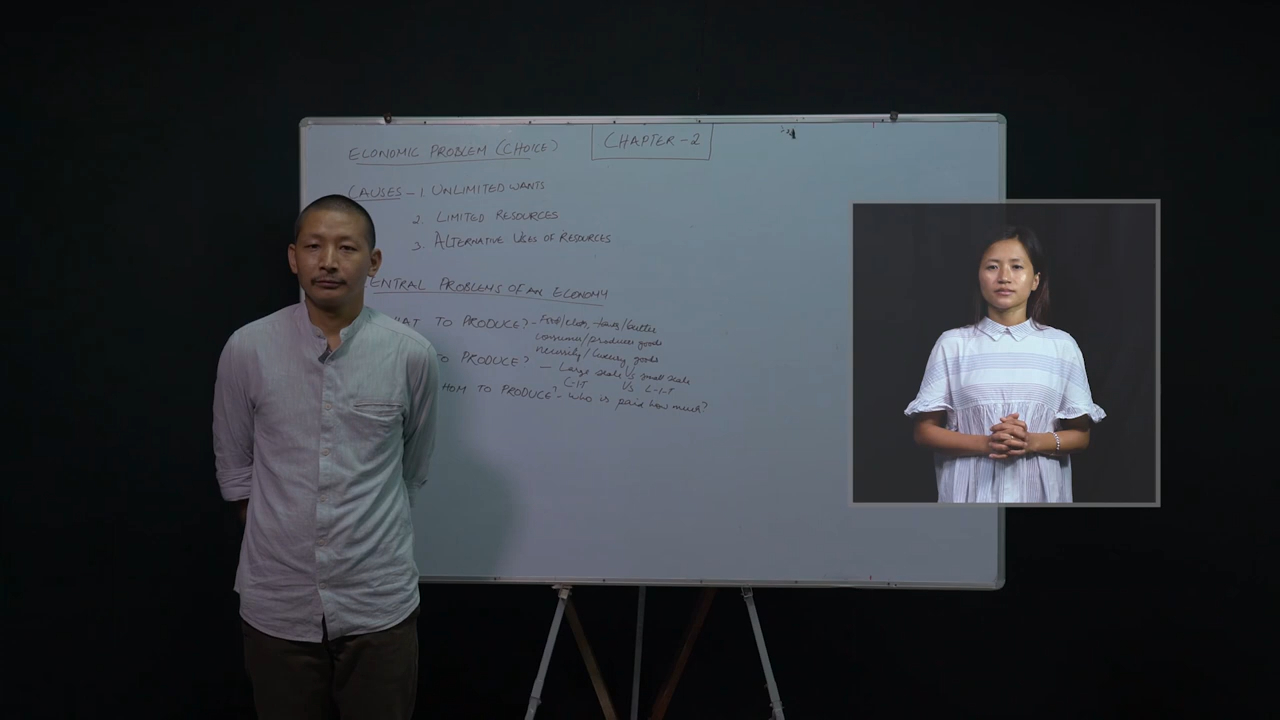 ECONOMIC PROBLEM (CHOICE)
CHAPTER-2
CAUSES - 1. UNLIMITED WANTS
2. LIMITED RESOURCES
3. ALTERNATIVE USES OF RESOURCES
ENTRAL PROBLEMS OF AN ECONOMY
HAT TO PRODUCE? - Food/cloth, /butter
consumer/producer goods
necessity/luxury goods
TO PRODUCE? - Large scale vs small scale
C-I-T Vs L-I-T
HOM TO PRODUCE? - Who is paid how much?